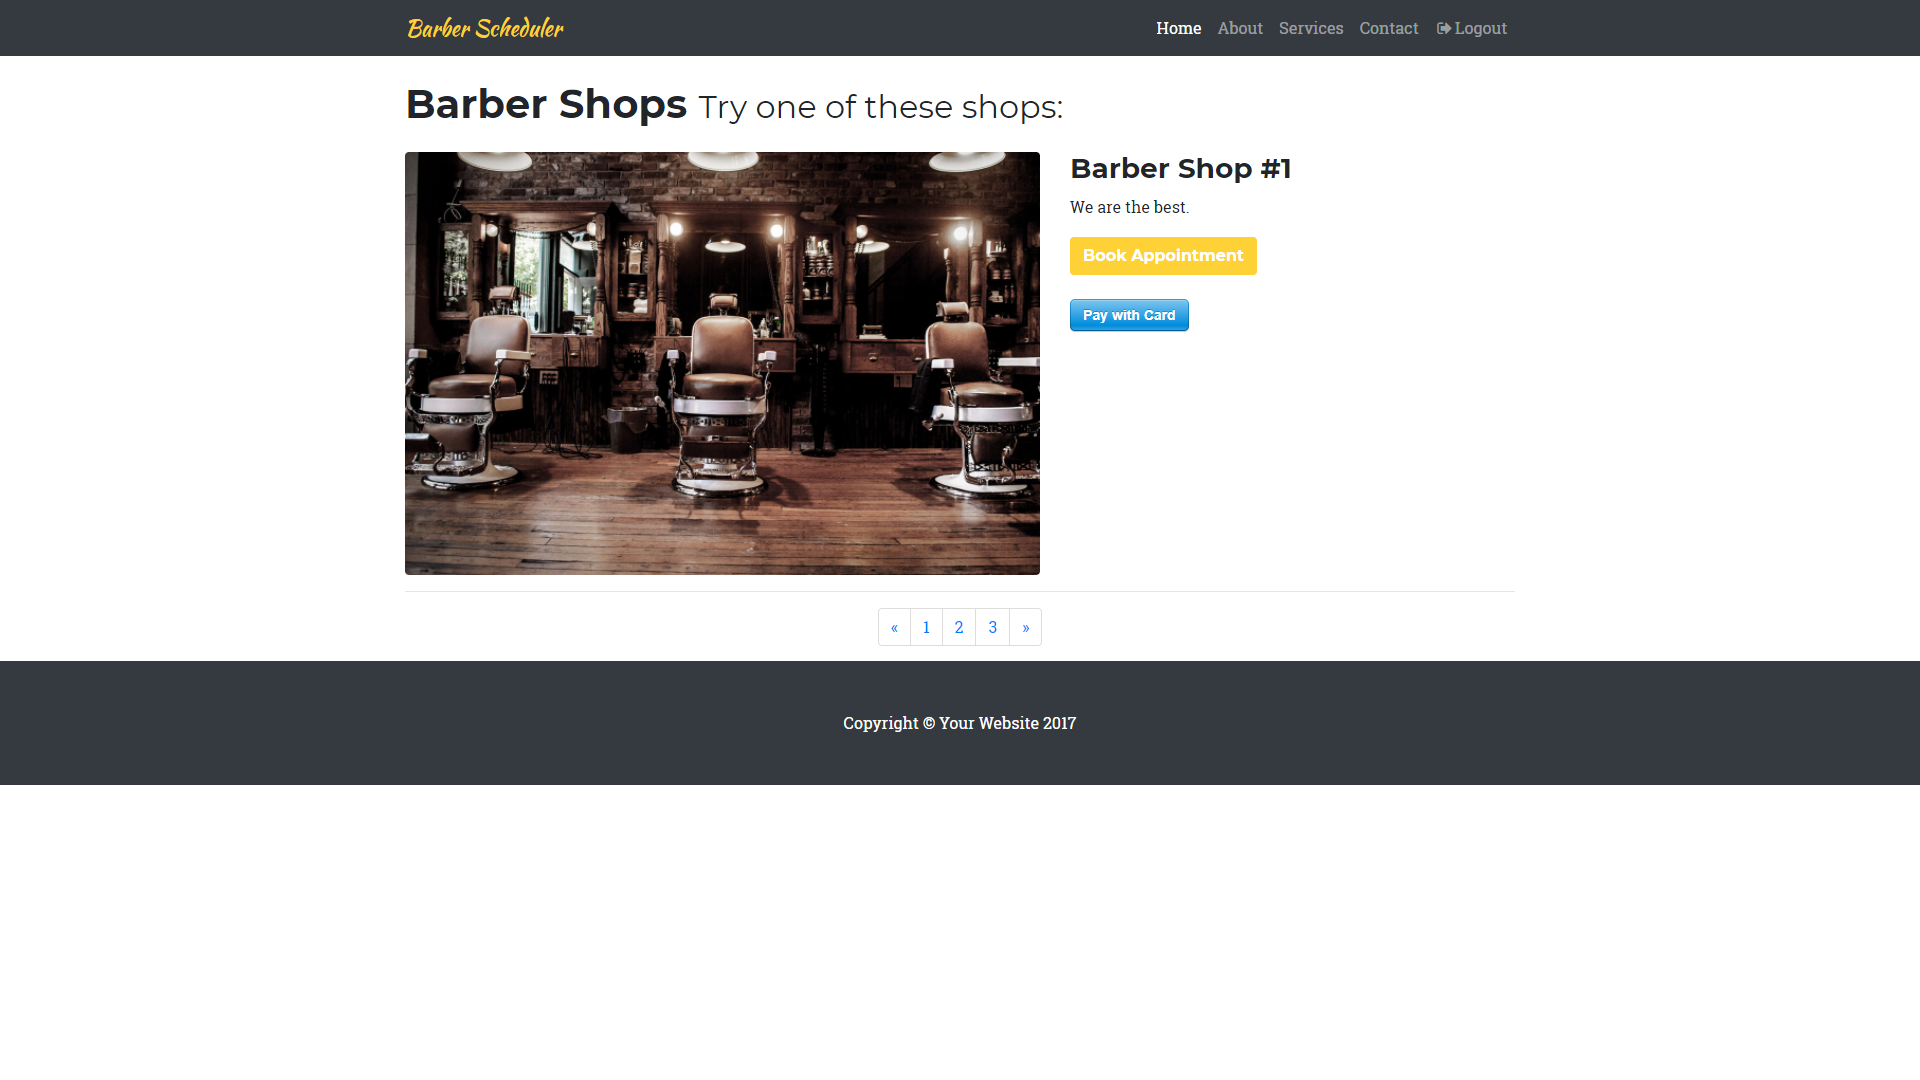 Barber Scheduler
Home About Services Contact Logout
Barber Shops Try one of these shops:
Barber Shop #1
We are the best.
Book Appointment
Pay with Card
« 1 2 3 »
Copyright © Your Website 2017